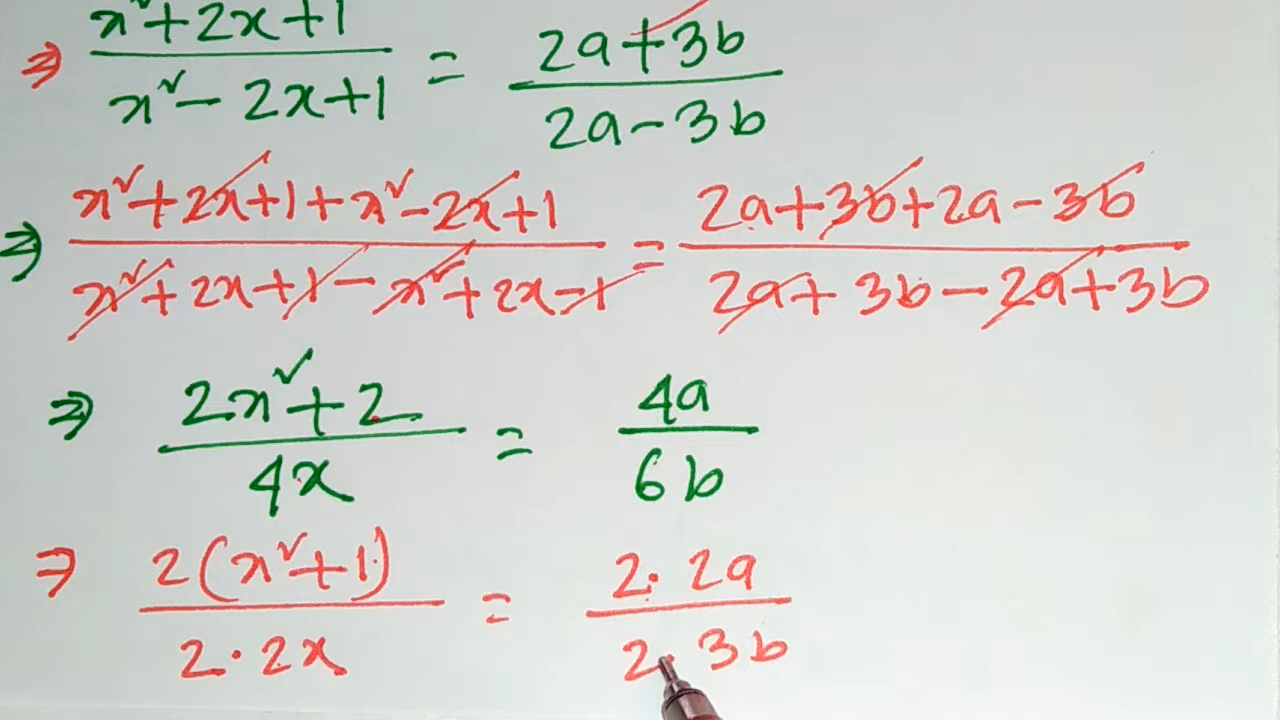 ⇒ (x²+2x+1)/(x²-2x+1) = (2a+3b)/(2a-3b)
⇒ (x²+2x+1+x²-2x+1)/(x²+2x+1-x²+2x-1) = (2a+3b+2a-3b)/(2a+3b-2a+3b)
⇒ (2x²+2)/(4x) = (4a)/(6b)
⇒ (2(x²+1))/(2·2x) = (2·2a)/(2·3b)